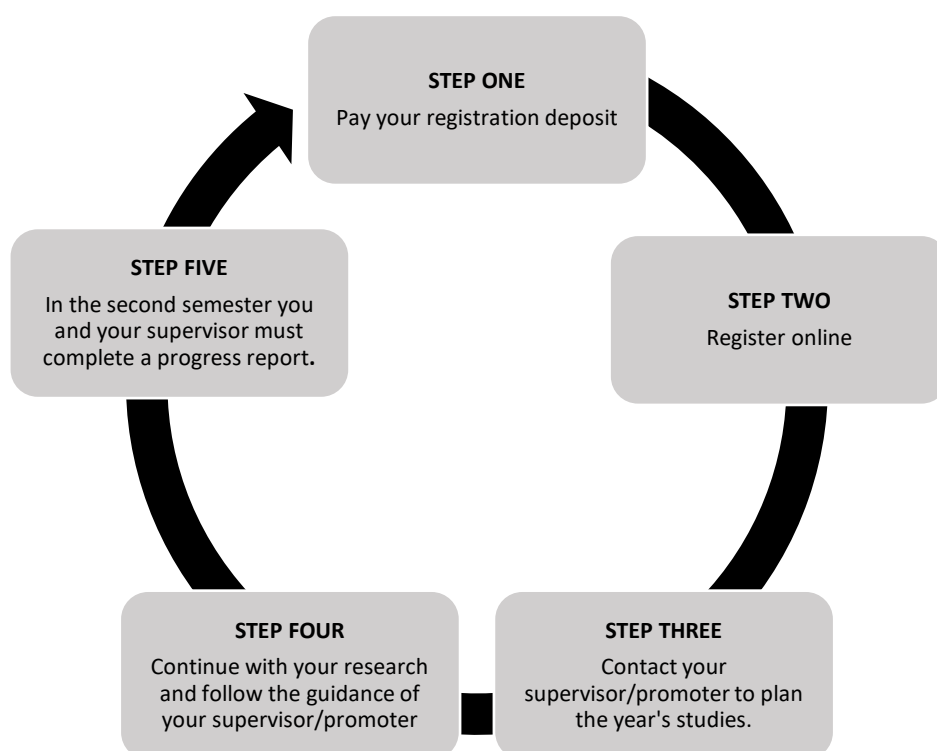 STEP ONE
Pay your registration deposit
STEP TWO
Register online
STEP THREE
Contact your
supervisor/promoter to plan
the year's studies.
STEP FOUR
Continue with your research
and follow the guidance of
your supervisor/promoter
STEP FIVE
In the second semester you
and your supervisor must
complete a progress report.